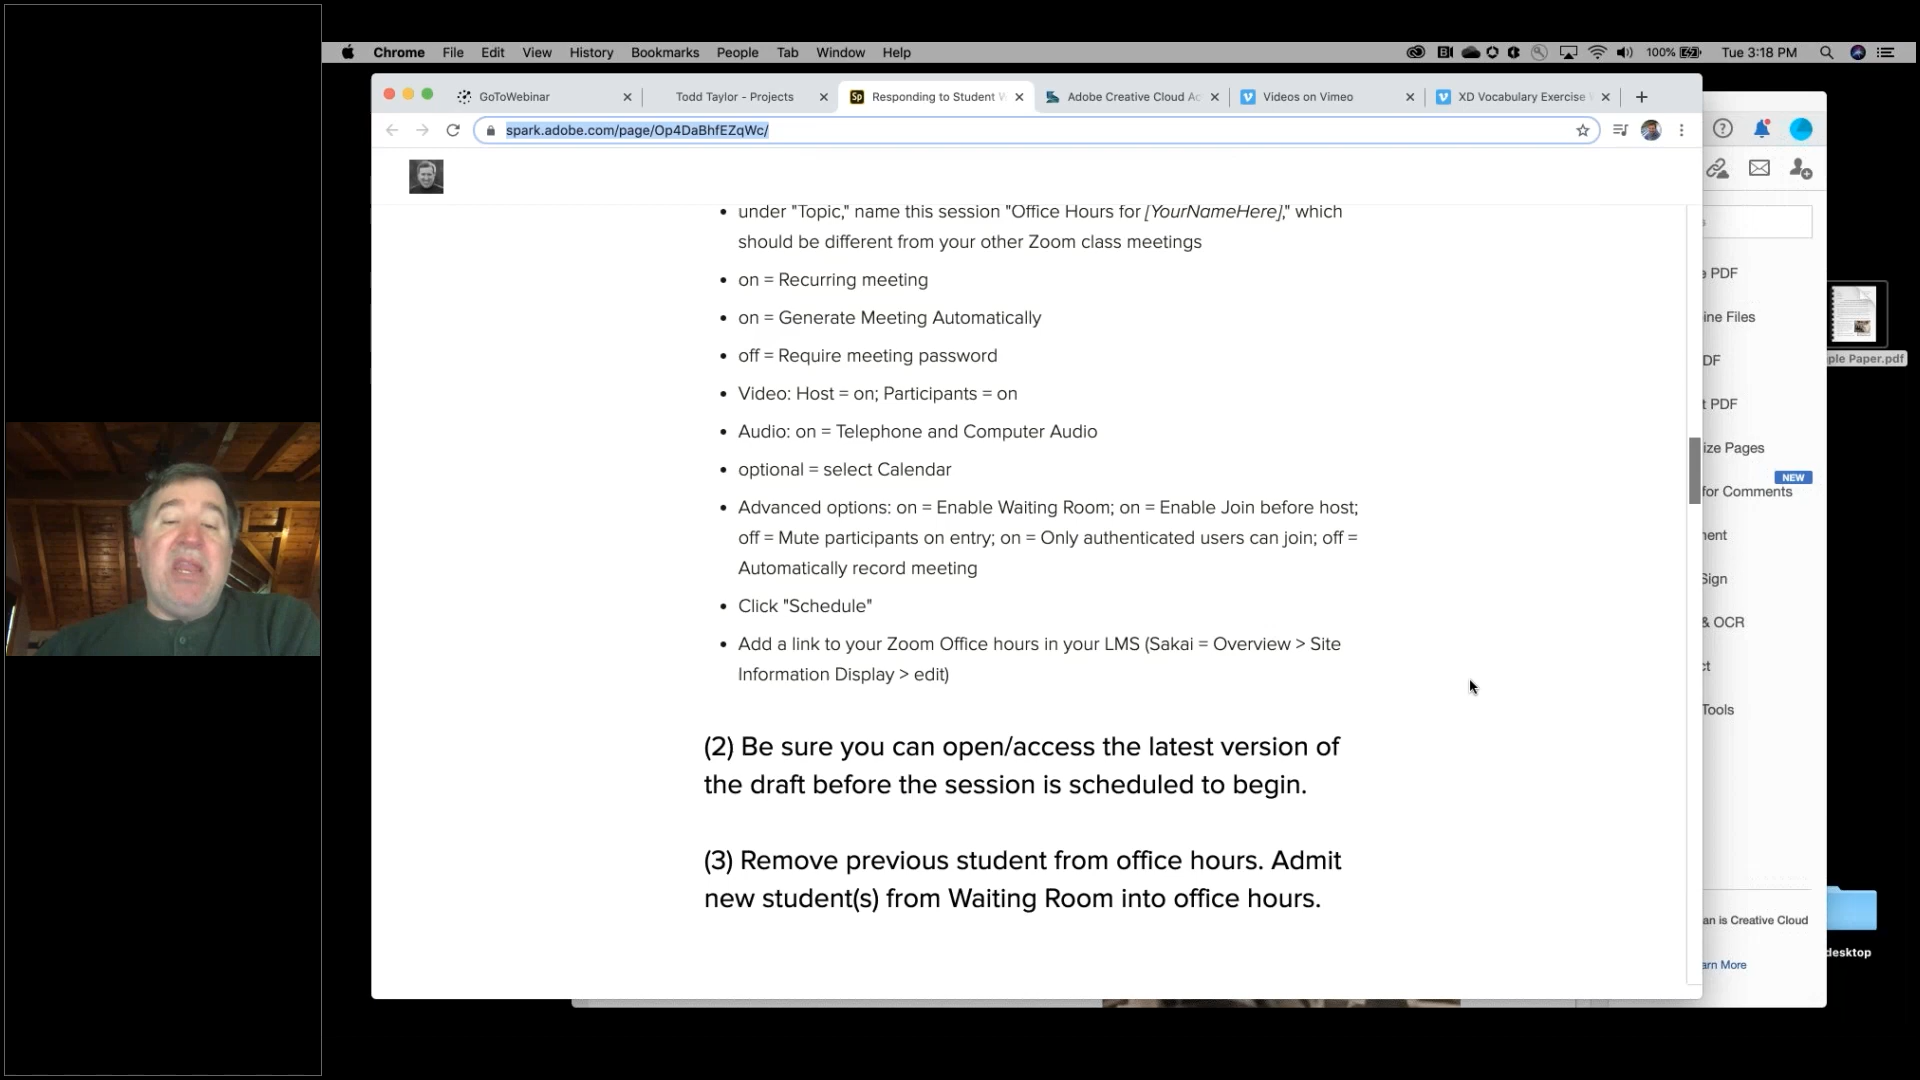 Chrome File Edit View History Bookmarks People Tab Window Help 100% Tue 3:18 PM
GoToWebinar Todd Taylor - Projects Responding to Student Adobe Creative Cloud Videos on Vimeo XD Vocabulary Exercise
spark.adobe.com/page/Op4DaBhfEZqWc/
under "Topic," name this session "Office Hours for [YourNameHere]," which
should be different from your other Zoom class meetings
on = Recurring meeting
on = Generate Meeting Automatically
off = Require meeting password
Video: Host = on; Participants = on
Audio: on = Telephone and Computer Audio
optional = select Calendar
Advanced options: on = Enable Waiting Room; on = Enable Join before host;
off = Mute participants on entry; on = Only authenticated users can join; off =
Automatically record meeting
Click "Schedule"
Add a link to your Zoom Office hours in your LMS (Sakai = Overview > Site
Information Display > edit)
(2) Be sure you can open/access the latest version of
the draft before the session is scheduled to begin.
(3) Remove previous student from office hours. Admit
new student(s) from Waiting Room into office hours.
PDF
Files
PDF
Pages
NEW
for Comments
Sign
& OCR
Tools
is Creative Cloud
Learn More
Paper.pdf
desktop